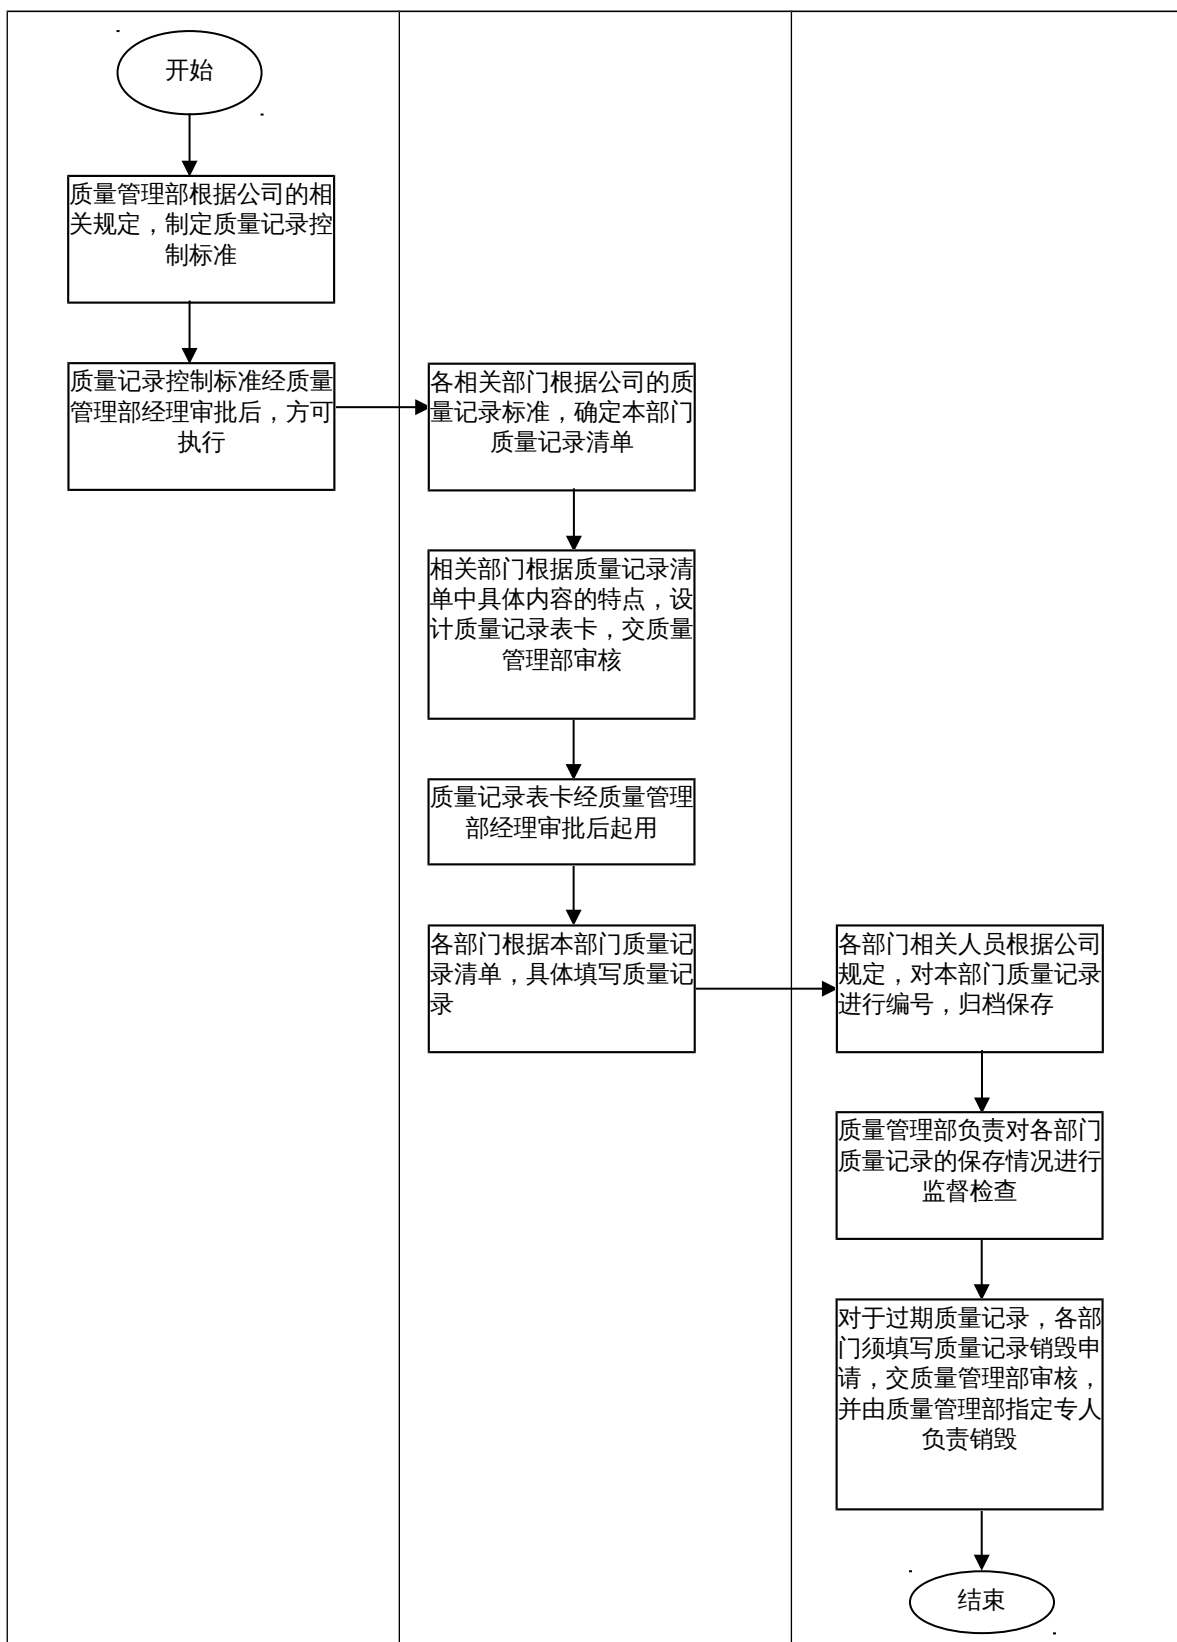 开始
质量管理部根据公司的相
关规定，制定质量记录控
制标准
质量记录控制标准经质量
管理部经理审批后，方可
执行
各相关部门根据公司的质
量记录标准，确定本部门
质量记录清单
相关部门根据质量记录清
单中具体内容的特点，设
计质量记录表卡，交质量
管理部审核
质量记录表卡经质量管理
部经理审批后起用
各部门根据本部门质量记
录清单，具体填写质量记
录
各部门相关人员根据公司
规定，对本部门质量记录
进行编号，归档保存
质量管理部负责对各部门
质量记录的保存情况进行
监督检查
对于过期质量记录，各部
门须填写质量记录销毁申
请，交质量管理部审核，
并由质量管理部指定专人
负责销毁
结束